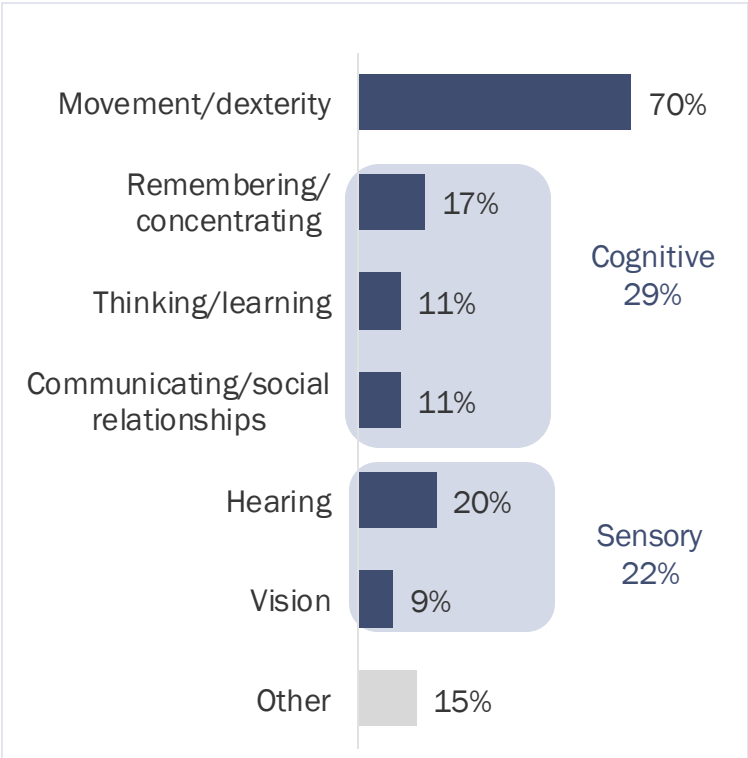 Movement/dexterity
70%
Remembering/
concentrating
17%
Thinking/learning
11%
Cognitive
29%
Communicating/social
relationships
11%
Hearing
20%
Vision
9%
Sensory
22%
Other
15%